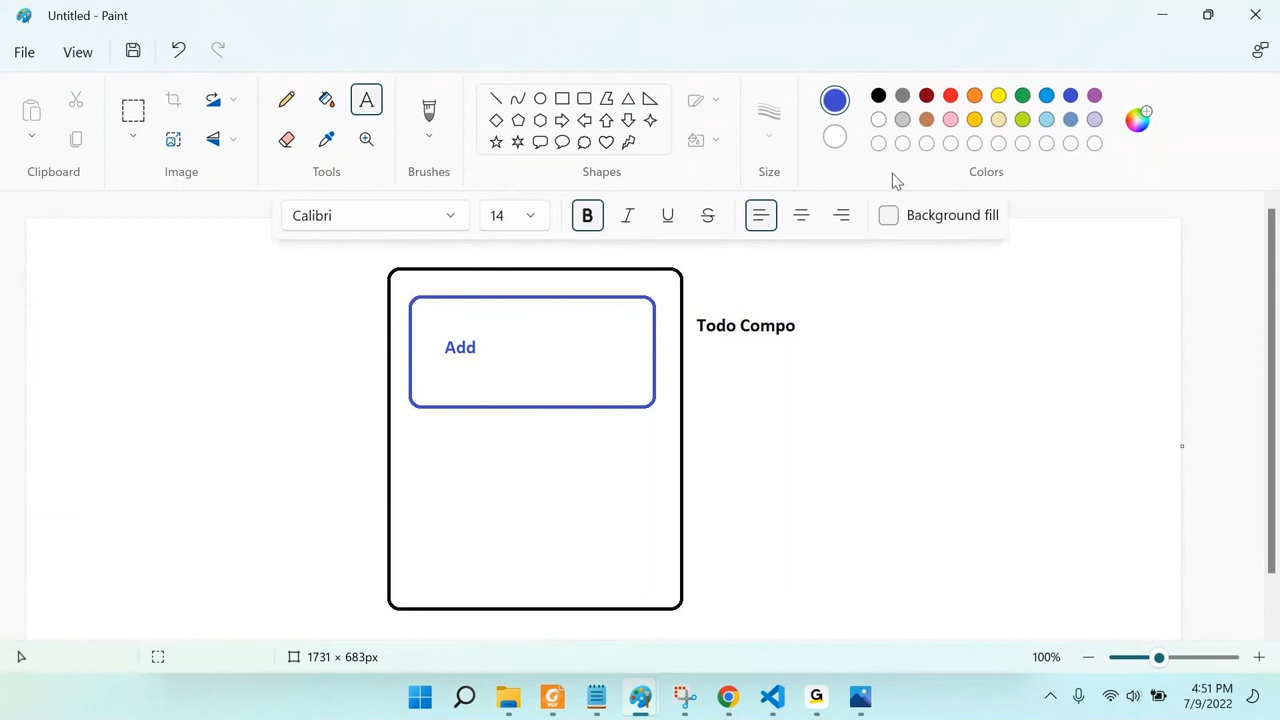 Untitled - Paint
File View
Clipboard Image Tools Brushes Shapes Size Colors
Calibri 14 B I U S Background fill
Todo Compo
Add
1731 × 683px 100%
4:51 PM
7/9/2022